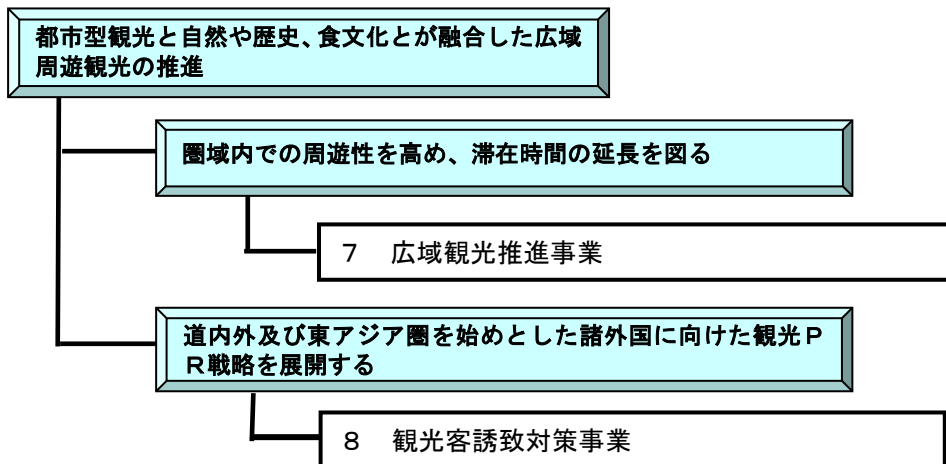 都市型観光と自然や歴史、食文化とが融合した広域
周遊観光の推進
圏域内での周遊性を高め、滞在時間の延長を図る
７　広域観光推進事業
道内外及び東アジア圏を始めとした諸外国に向けた観光Ｐ
Ｒ戦略を展開する
８　観光客誘致対策事業